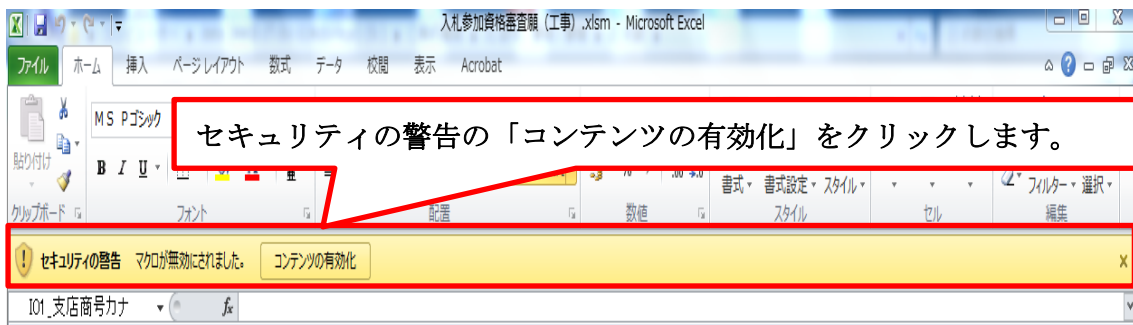 入札参加資格審査願（工事）.xlsm - Microsoft Excel
ファイル ホーム 挿入 ページ レイアウト 数式 データ 校閲 表示 Acrobat
MS Pゴシック
セキュリティの警告の「コンテンツの有効化」をクリックします。
貼り付け B I U 書式 書式設定 スタイル フィルター 選択
クリップボード フォント 配置 数値 スタイル セル 編集
セキュリティの警告 マクロが無効にされました。 コンテンツの有効化
I01_支店商号カナ fx